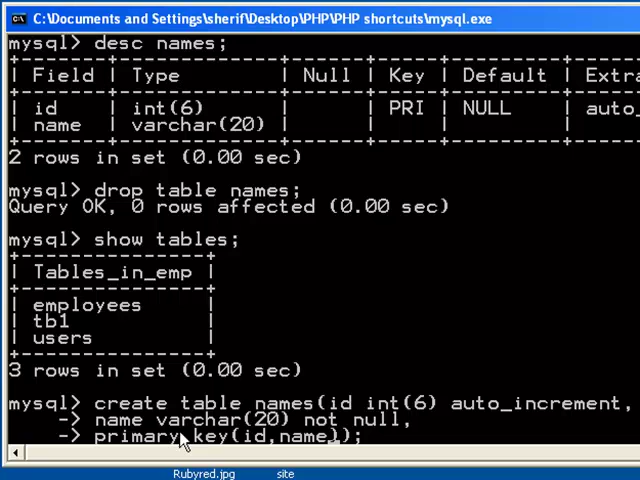 C:\Documents and Settings\sherif\Desktop\PHP\PHP shortcuts\mysql.exe
mysql> desc names;
+-------+-------------+------+-----+---------+------
| Field | Type | Null | Key | Default | Extra
+-------+-------------+------+-----+---------+------
| id | int(6) | | PRI | NULL | auto_
| name | varchar(20) | | | |
+-------+-------------+------+-----+---------+------
2 rows in set (0.00 sec)
mysql> drop table names;
Query OK, 0 rows affected (0.00 sec)
mysql> show tables;
+---------------+
| Tables_in_emp |
+---------------+
| employees |
| tb1 |
| users |
+---------------+
3 rows in set (0.00 sec)
mysql> create table names(id int(6) auto_increment,
-> name varchar(20) not null,
-> primary key(id,name));
Rubyred.jpg site